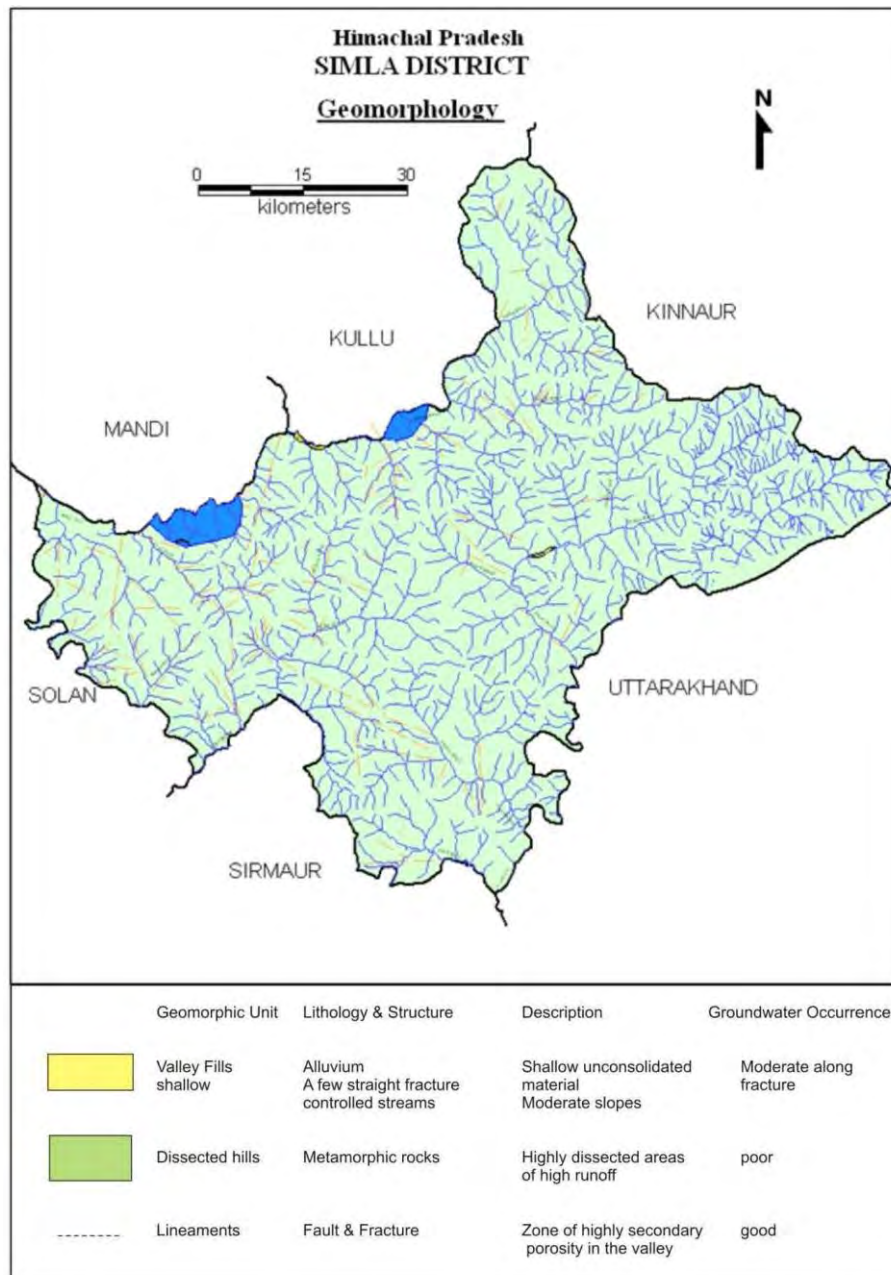 Himachal Pradesh
SIMLA DISTRICT
Geomorphology
N
0 15 30
kilometers
KINNAUR
KULLU
MANDI
SOLAN
UTTARAKHAND
SIRMAUR
Geomorphic Unit Lithology & Structure Description Groundwater Occurrence
Valley Fills
shallow
Alluvium
A few straight fracture
controlled streams
Shallow unconsolidated
material
Moderate slopes
Moderate along
fracture
Dissected hills
Metamorphic rocks
Highly dissected areas
of high runoff
poor
Lineaments
Fault & Fracture
Zone of highly secondary
porosity in the valley
good